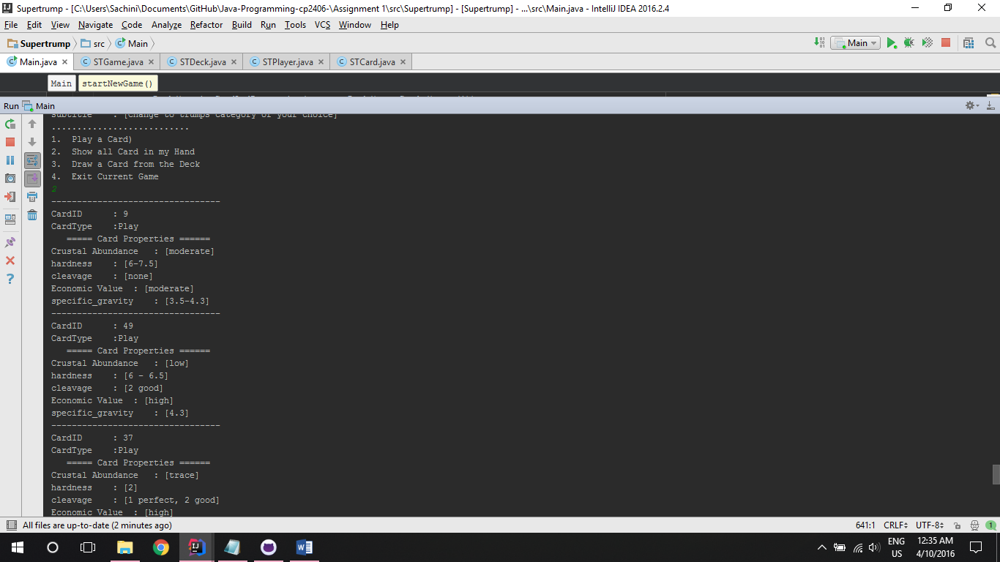 Supertrump - [C:\Users\Sachini\Documents\GitHub\Java-Programming-cp2406-\Assignment 1\src\Supertrump] - [Supertrump] - ...\src\Main.java - IntelliJ IDEA 2016.2.4
File Edit View Navigate Code Analyze Refactor Build Run Tools VCS Window Help
Supertrump src Main Main
Main.java STGame.java STDeck.java STPlayer.java STCard.java
Main startNewGame()
Run Main
subtitle : [Change to trumps category of your choice]
...........................
1. Play a Card)
2. Show all Card in my Hand
3. Draw a Card from the Deck
4. Exit Current Game
2
---------------------------------
CardID : 9
CardType :Play
===== Card Properties ======
Crustal Abundance : [moderate]
hardness : [6-7.5]
cleavage : [none]
Economic Value : [moderate]
specific_gravity : [3.5-4.3]
---------------------------------
CardID : 49
CardType :Play
===== Card Properties ======
Crustal Abundance : [low]
hardness : [6 - 6.5]
cleavage : [2 good]
Economic Value : [high]
specific_gravity : [4.3]
---------------------------------
CardID : 37
CardType :Play
===== Card Properties ======
Crustal Abundance : [trace]
hardness : [2]
cleavage : [1 perfect, 2 good]
Economic Value : [high]
All files are up-to-date (2 minutes ago) 641:1 CRLF UTF-8 1
ENG 12:35 AM
US 4/10/2016